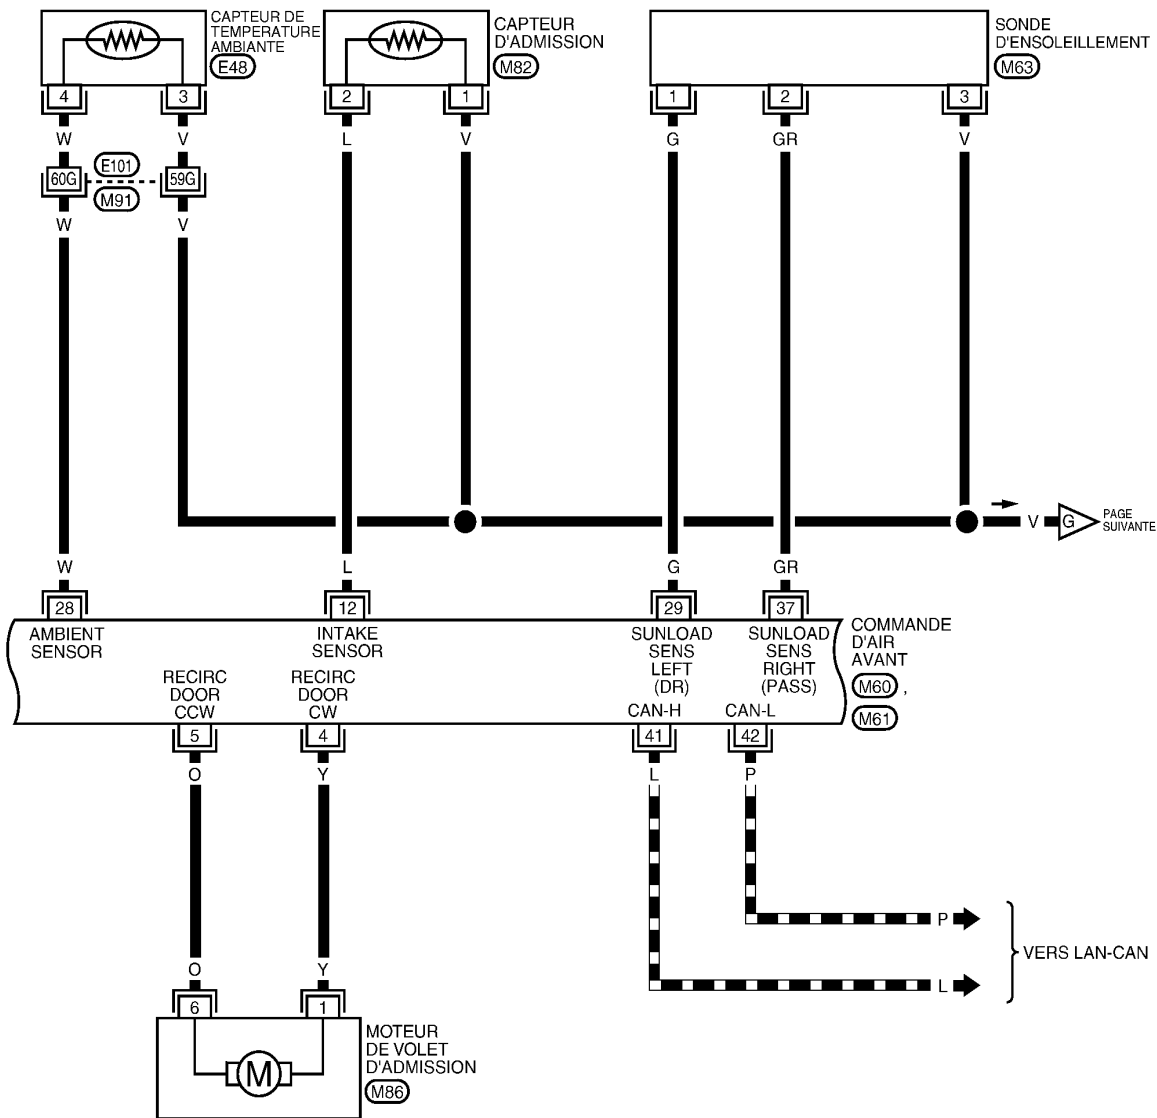 CAPTEUR DE
TEMPERATURE
AMBIANTE
E48
CAPTEUR
D'ADMISSION
M82
SONDE
D'ENSOLEILLEMENT
M63
4
3
2
1
1
2
3
W
V
L
V
G
GR
V
60G
E101
M91
59G
W
V
V
G
PAGE
SUIVANTE
W
L
G
GR
28
12
29
37
AMBIENT
SENSOR
INTAKE
SENSOR
SUNLOAD
SENS
LEFT
(DR)
SUNLOAD
SENS
RIGHT
(PASS)
COMMANDE
D'AIR
AVANT
M60 ,
M61
RECIRC
DOOR
CCW
RECIRC
DOOR
CW
CAN-H
CAN-L
5
4
41
42
O
Y
L
P
P
L
VERS LAN-CAN
O
Y
6
1
M
MOTEUR
DE VOLET
D'ADMISSION
M86